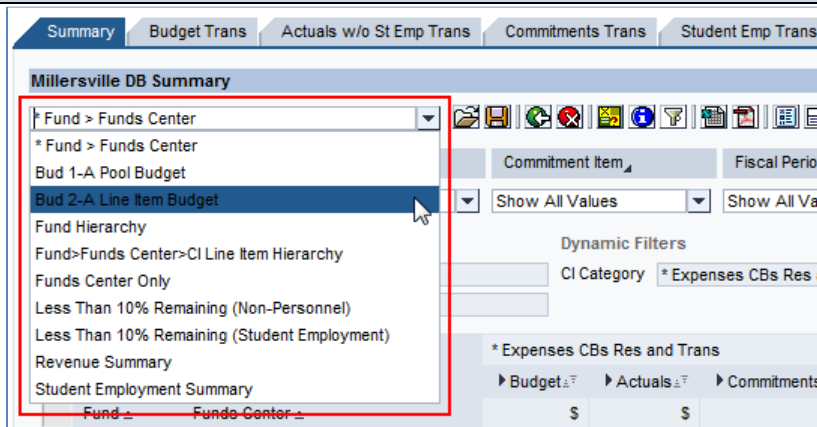 Summary Budget Trans Actuals w/o St Emp Trans Commitments Trans Student Emp Trans
Millersville DB Summary
* Fund > Funds Center
* Fund > Funds Center
Bud 1-A Pool Budget
Bud 2-A Line Item Budget
Fund Hierarchy
Fund>Funds Center>CI Line Item Hierarchy
Funds Center Only
Less Than 10% Remaining (Non-Personnel)
Less Than 10% Remaining (Student Employment)
Revenue Summary
Student Employment Summary
Commitment Item Fiscal Perio
Show All Values Show All Va
Dynamic Filters
CI Category * Expenses CBs Res
* Expenses CBs Res and Trans
Budget Actuals Commitments
Fund Funds Center $ $